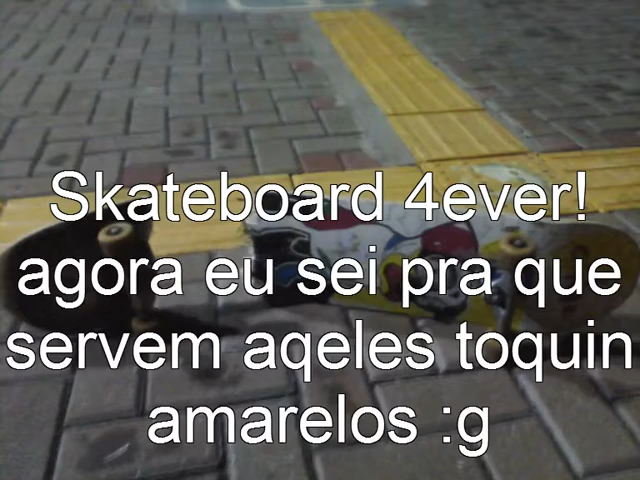 Skateboard 4ever!
agora eu sei pra que
servem aqeles toquin
amarelos :g